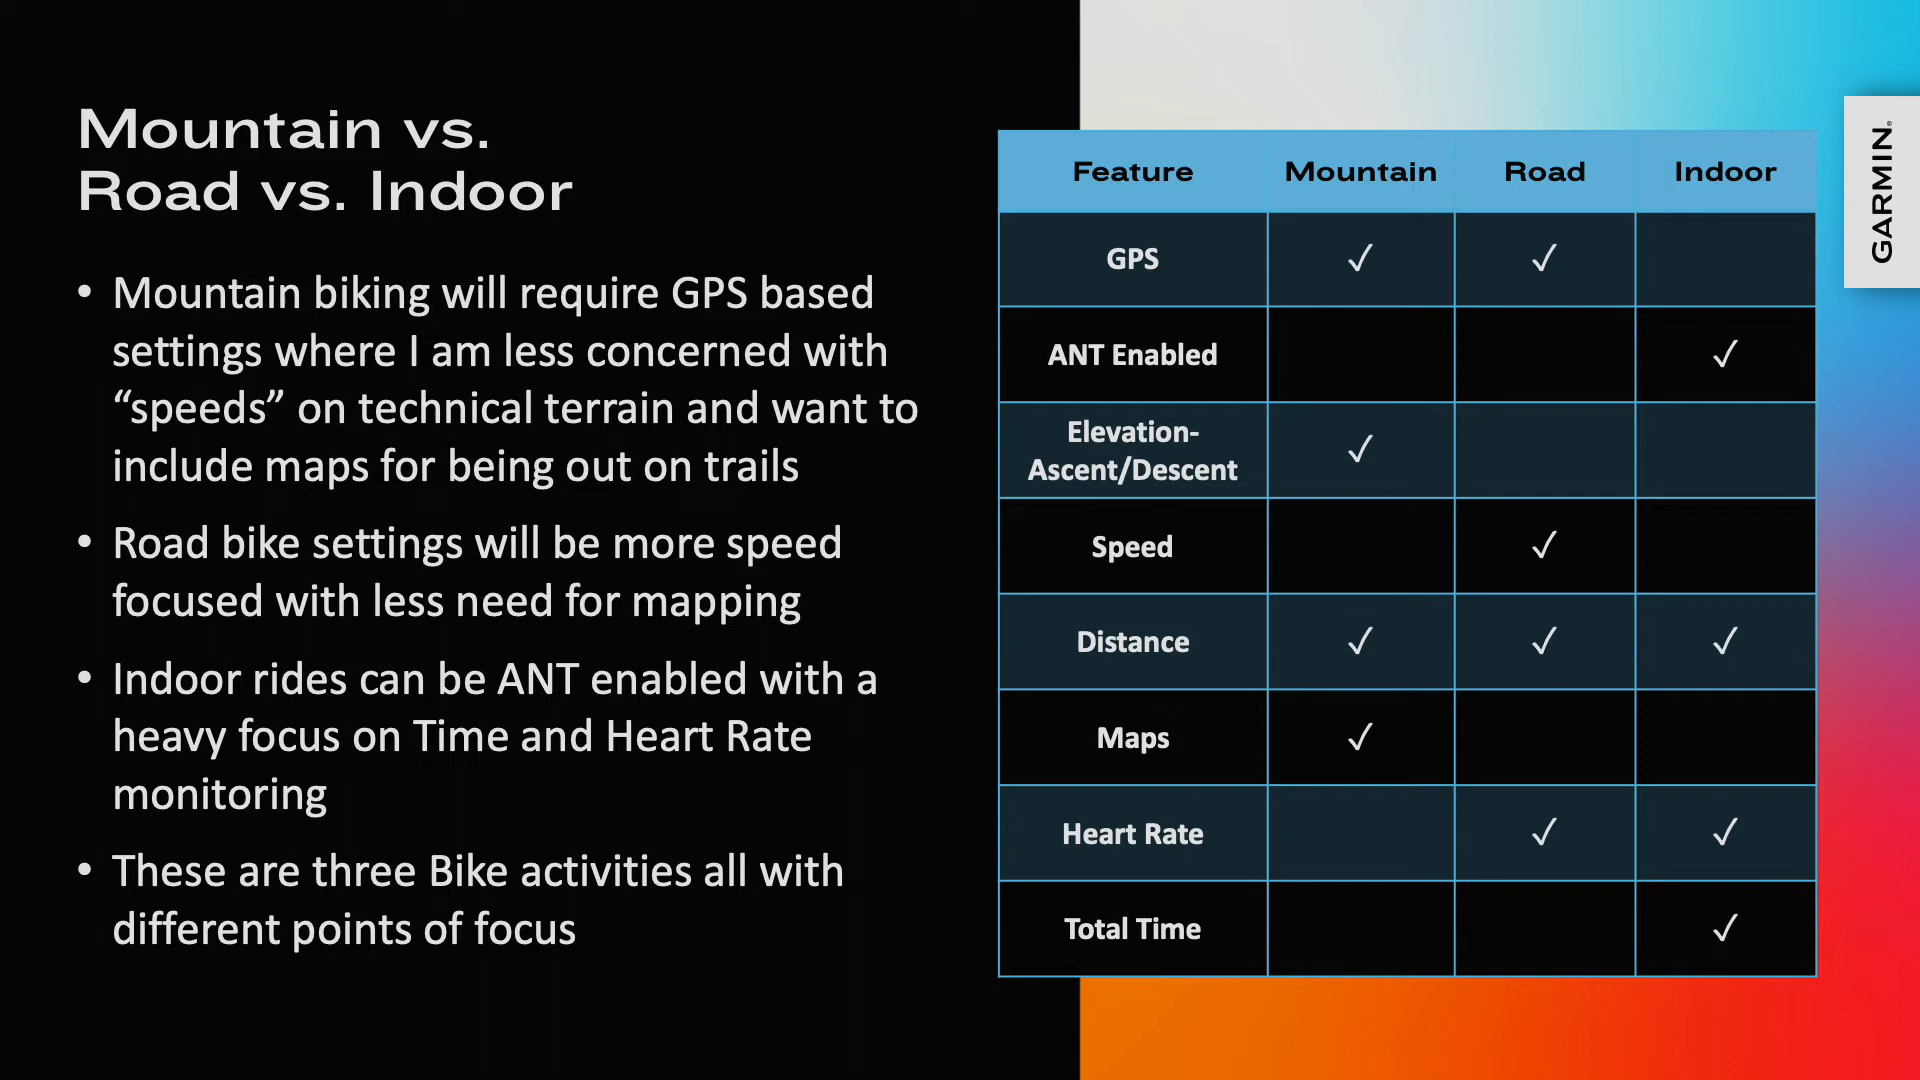 Mountain vs.
Road vs. Indoor
• Mountain biking will require GPS based
settings where I am less concerned with
“speeds” on technical terrain and want to
include maps for being out on trails
• Road bike settings will be more speed
focused with less need for mapping
• Indoor rides can be ANT enabled with a
heavy focus on Time and Heart Rate
monitoring
• These are three Bike activities all with
different points of focus
Feature Mountain Road Indoor
GPS ✓ ✓
ANT Enabled ✓
Elevation-
Ascent/Descent ✓
Speed ✓
Distance ✓ ✓ ✓
Maps ✓
Heart Rate ✓ ✓
Total Time ✓
GARMIN®